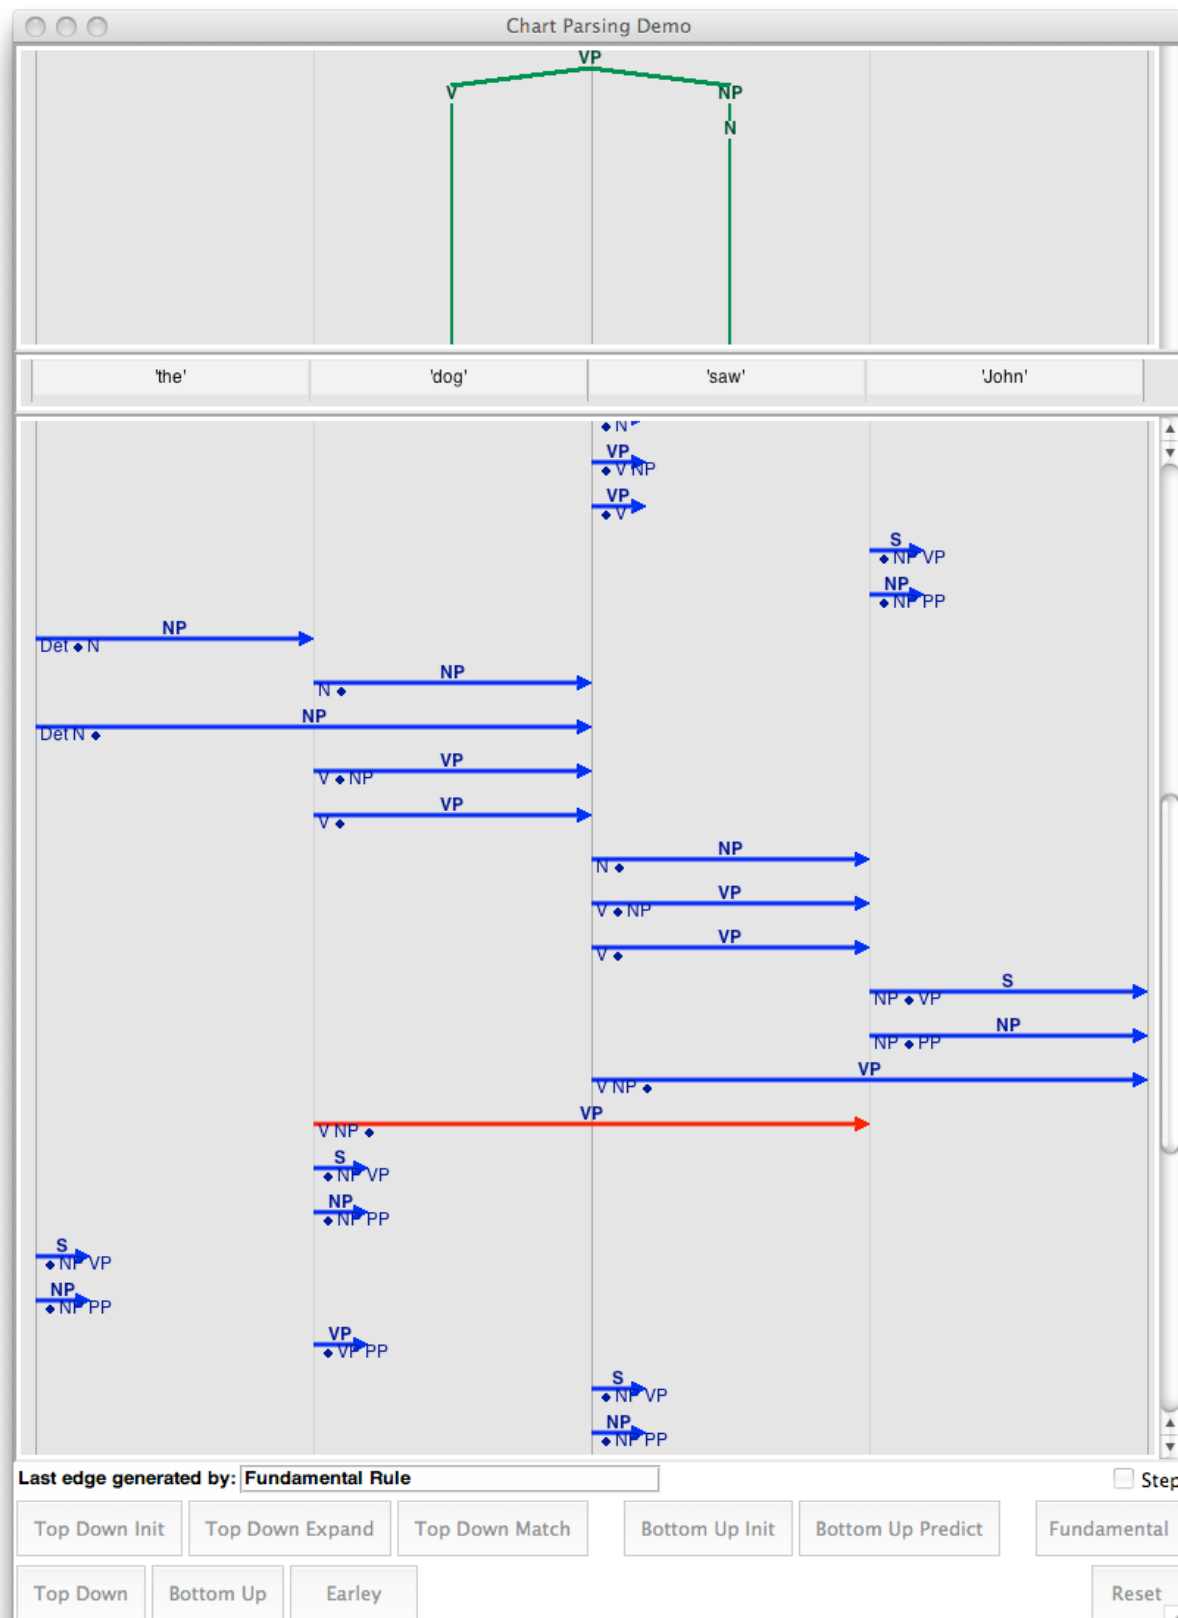 Chart Parsing Demo
VP
V NP
N
'the' 'dog' 'saw' 'John'
• N
VP
• V NP
VP
• V
S
• NP VP
NP
• NP PP
NP
Det • N
NP
N •
NP
Det N •
VP
V • NP
VP
V •
NP
N •
VP
V • NP
VP
V •
S
NP • VP
NP
NP • PP
VP
V NP •
VP
V NP •
S
• NP VP
NP
• NP PP
S
• NP VP
NP
• NP PP
VP
• VP PP
S
• NP VP
NP
• NP PP
Last edge generated by: Fundamental Rule Step
Top Down Init Top Down Expand Top Down Match Bottom Up Init Bottom Up Predict Fundamental
Top Down Bottom Up Earley Reset